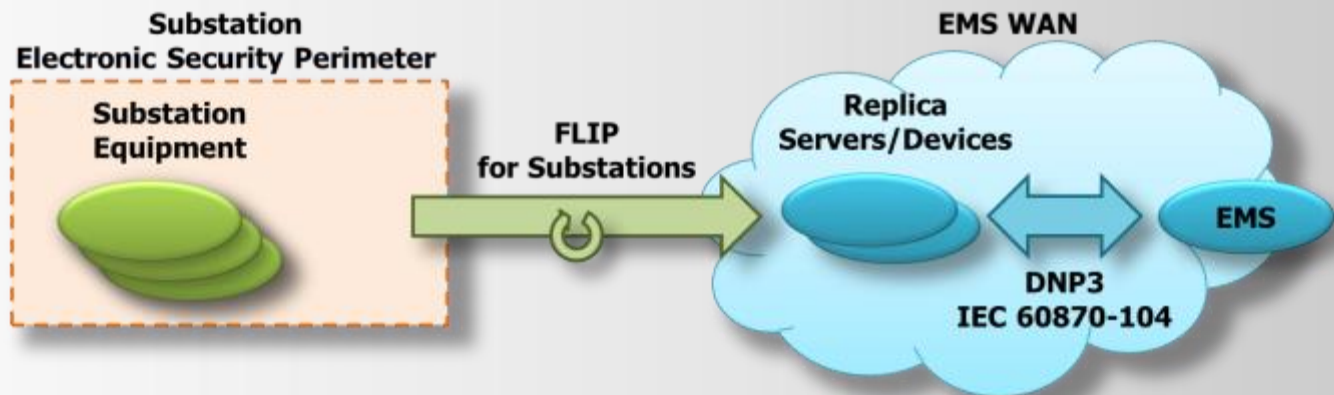 Substation
Electronic Security Perimeter
Substation
Equipment
FLIP
for Substations
EMS WAN
Replica
Servers/Devices
EMS
DNP3
IEC 60870-104